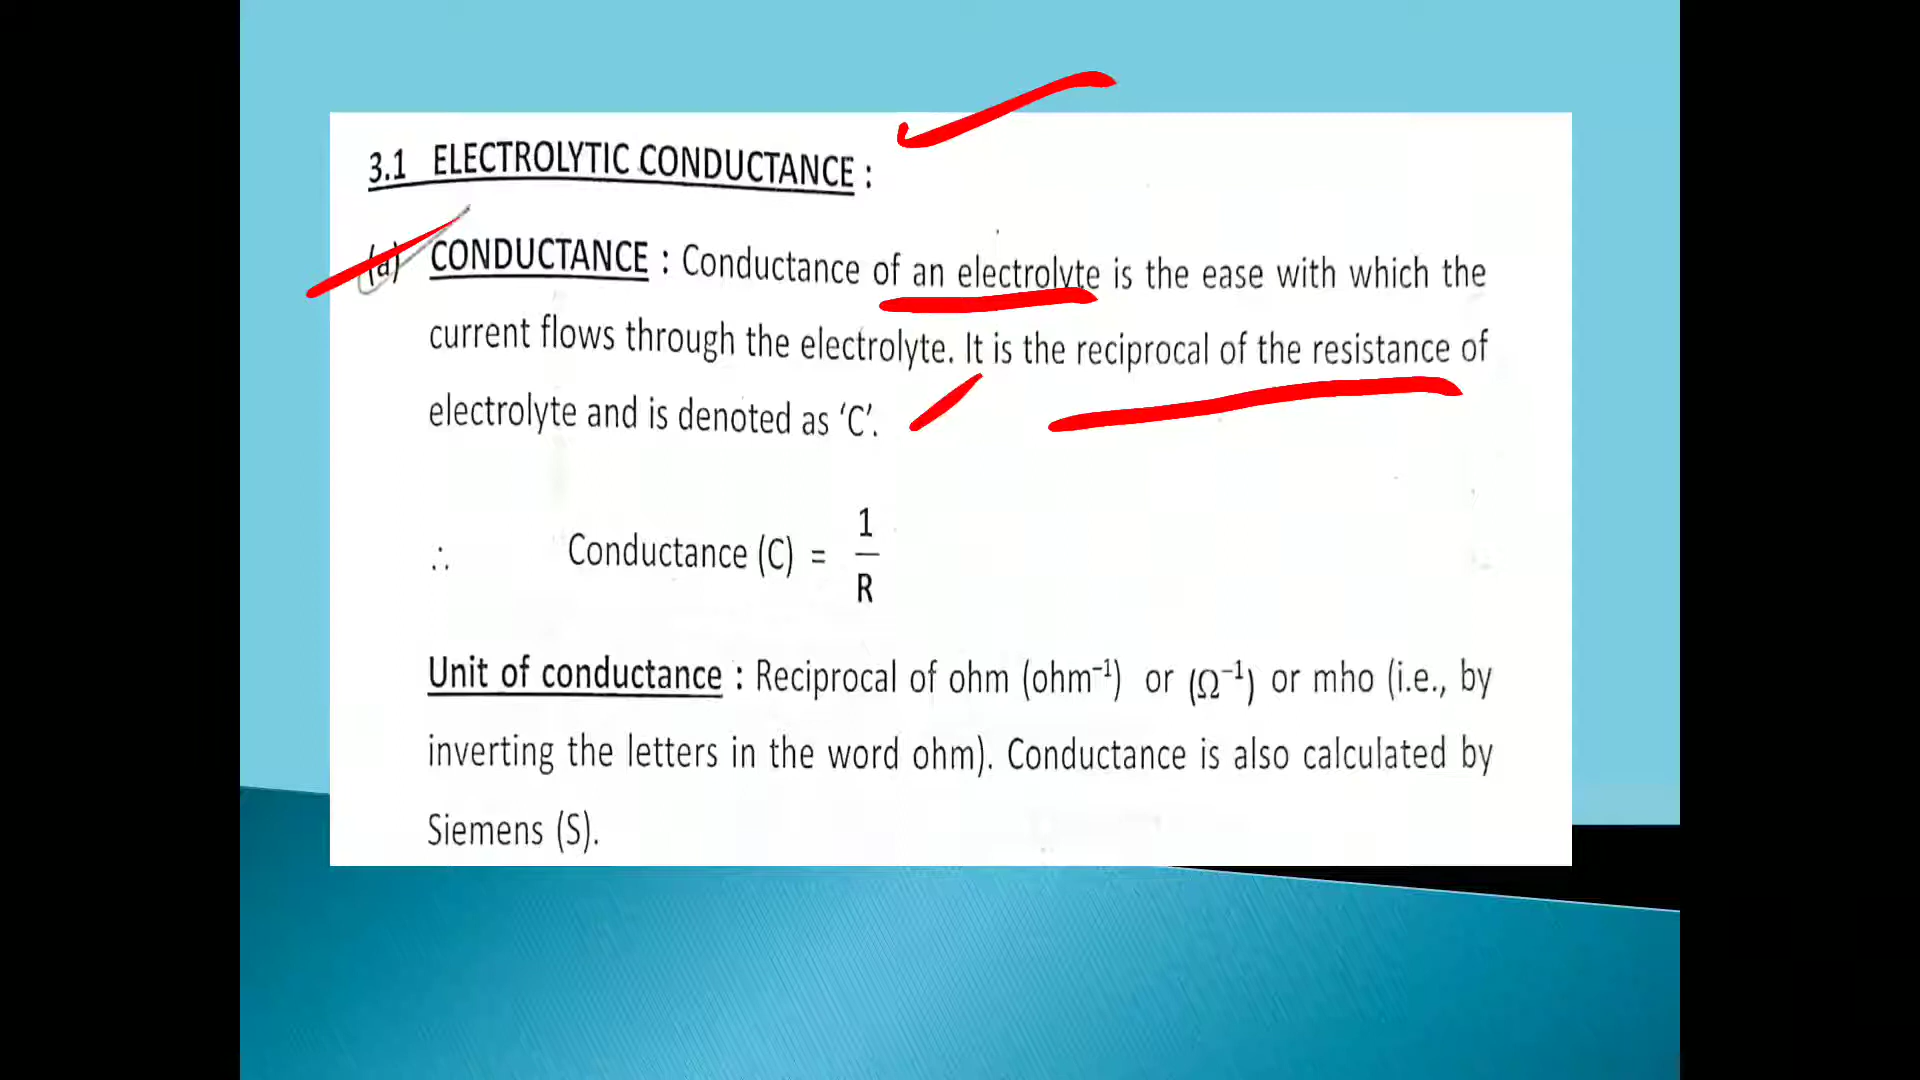 3.1 ELECTROLYTIC CONDUCTANCE :
(a) CONDUCTANCE : Conductance of an electrolyte is the ease with which the
current flows through the electrolyte. It is the reciprocal of the resistance of
electrolyte and is denoted as ‘C’.
∴ Conductance (C) = 1/R
Unit of conductance : Reciprocal of ohm (ohm⁻¹) or (Ω⁻¹) or mho (i.e., by
inverting the letters in the word ohm). Conductance is also calculated by
Siemens (S).